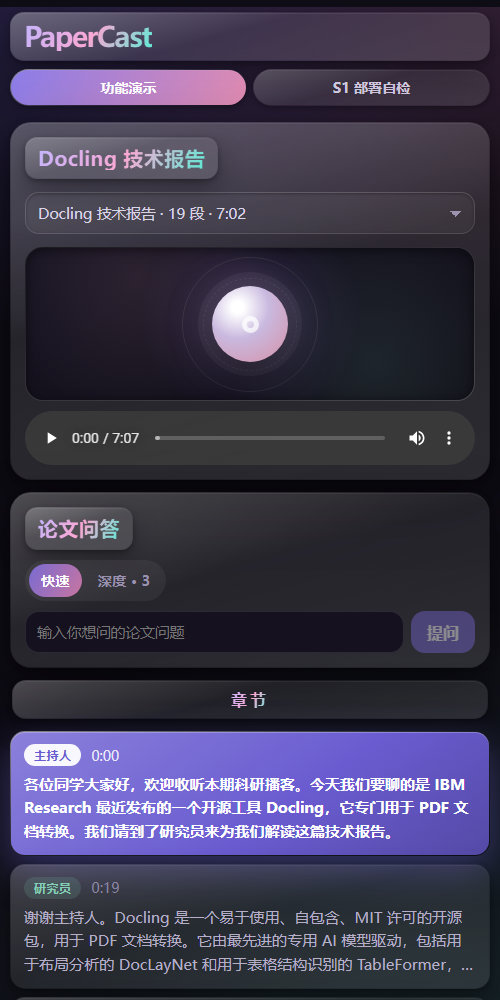 PaperCast
功能演示
S1 部署自检
Docling 技术报告
Docling 技术报告 · 19 段 · 7:02
0:00 / 7:07
论文问答
快速
深度 • 3
输入你想问的论文问题
提问
章节
主持人 0:00
各位同学大家好，欢迎收听本期科研播客。今天我们要聊的是 IBM
Research 最近发布的一个开源工具 Docling，它专门用于 PDF 文
档转换。我们请到了研究员来为我们解读这篇技术报告。
研究员 0:19
谢谢主持人。Docling 是一个易于使用、自包含、MIT 许可的开源
包，用于 PDF 文档转换。它由最先进的专用 AI 模型驱动，包括用
于布局分析的 DocLayNet 和用于表格结构识别的 TableFormer，...